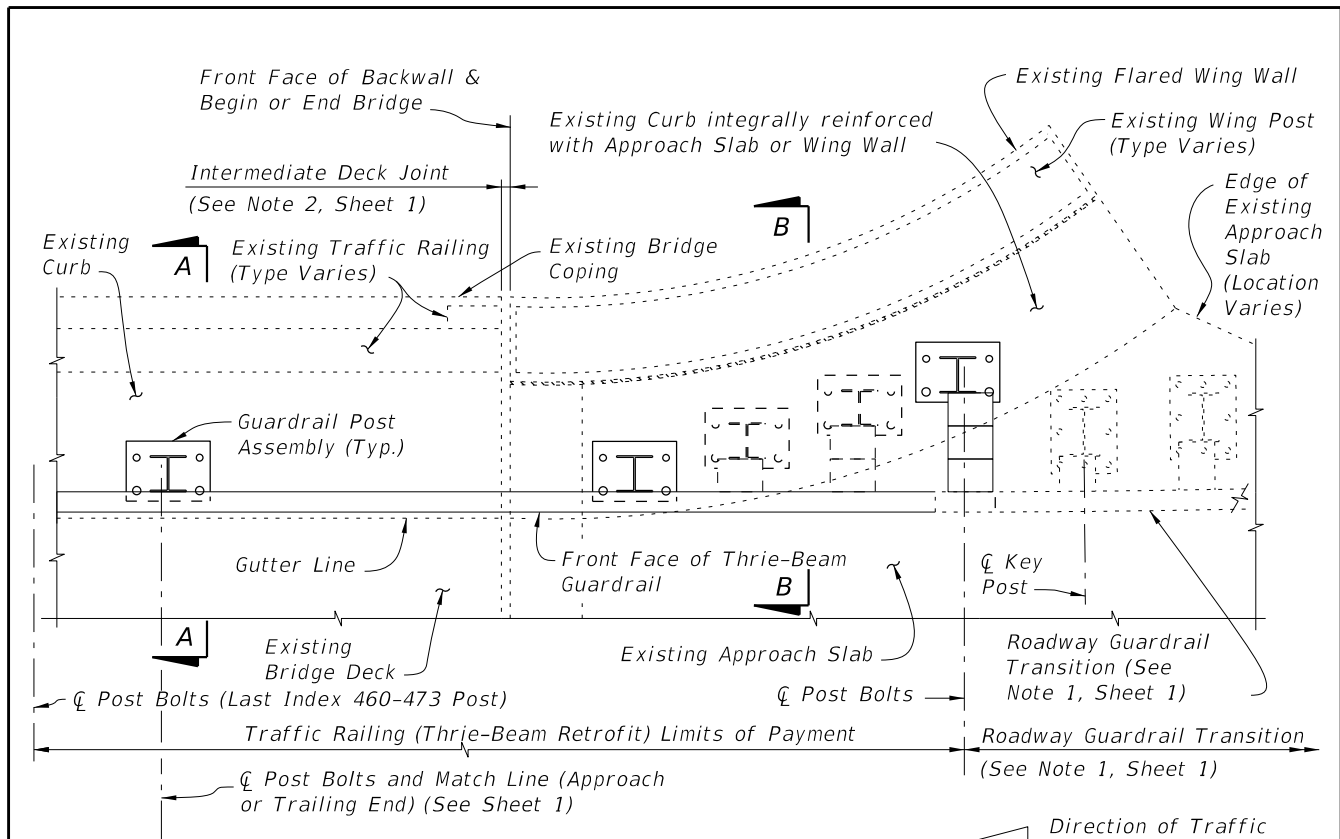 Front Face of Backwall &
Begin or End Bridge
Existing Flared Wing Wall
Existing Curb integrally reinforced
with Approach Slab or Wing Wall
Existing Wing Post
(Type Varies)
Intermediate Deck Joint
(See Note 2, Sheet 1)
Edge of
Existing
Approach
Slab
(Location
Varies)
B
Existing
Curb
A
Existing Traffic Railing
(Type Varies)
Existing Bridge
Coping
Guardrail Post
Assembly (Typ.)
Gutter Line
Front Face of Thrie-Beam
Guardrail
B
℄ Key
Post
A
Existing
Bridge Deck
Existing Approach Slab
Roadway Guardrail
Transition (See
Note 1, Sheet 1)
℄ Post Bolts (Last Index 460-473 Post)
℄ Post Bolts
Traffic Railing (Thrie-Beam Retrofit) Limits of Payment
Roadway Guardrail Transition
(See Note 1, Sheet 1)
℄ Post Bolts and Match Line (Approach
or Trailing End) (See Sheet 1)
Direction of Traffic